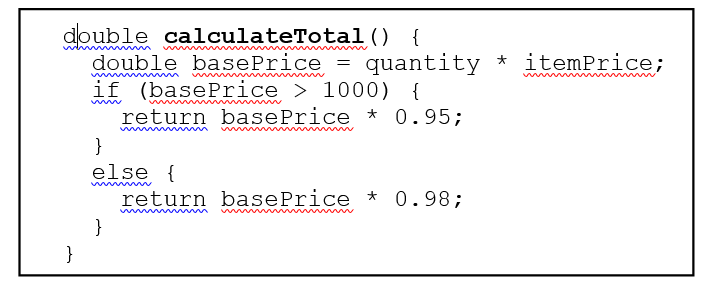 double calculateTotal() {
double basePrice = quantity * itemPrice;
if (basePrice > 1000) {
return basePrice * 0.95;
}
else {
return basePrice * 0.98;
}
}